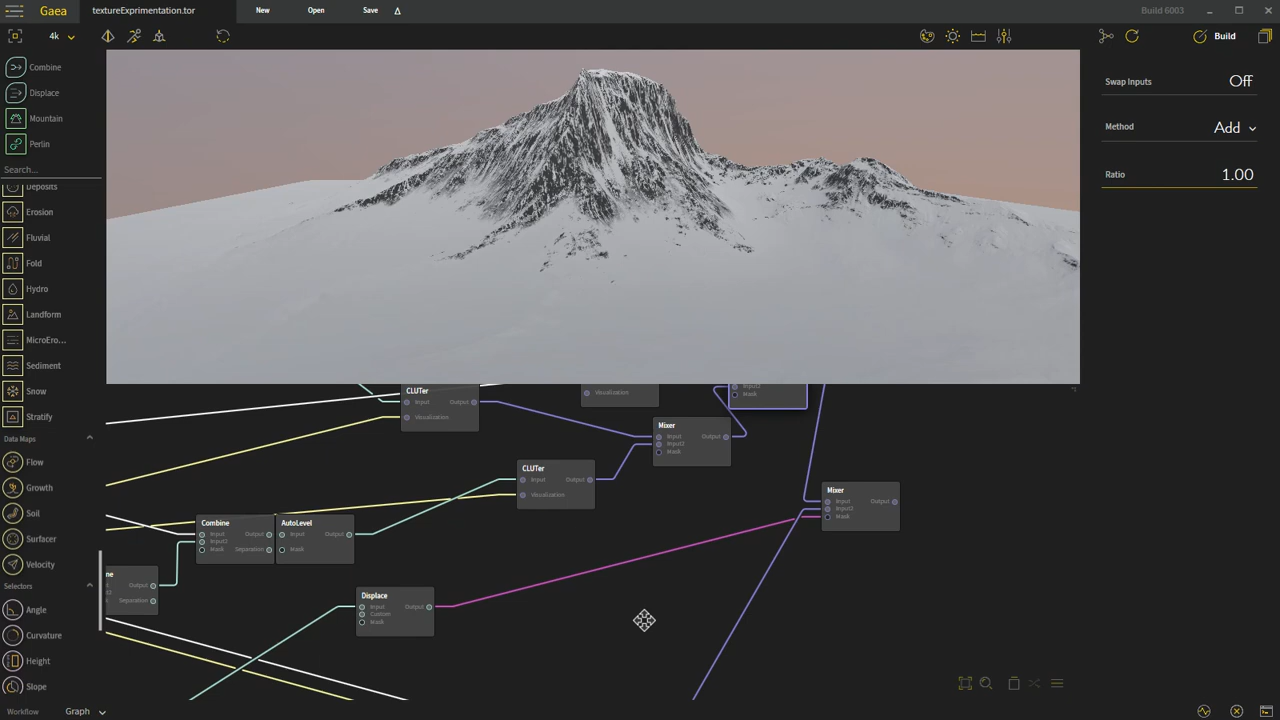 Gaea textureExprimentation.tor New Open Save Build 6003
4k Build
Combine
Displace
Mountain
Perlin
Search...
Deposits
Erosion
Fluvial
Fold
Hydro
Landform
MicroEro...
Sediment
Snow
Stratify
Data Maps
Flow
Growth
Soil
Surfacer
Velocity
Selectors
Angle
Curvature
Height
Slope
Workflow Graph
Swap Inputs Off
Method Add
Ratio 1.00
CLUTer
Input Output
Visualization
Visualization
Input2
Mask
Mixer
Input Output
Input2
Mask
CLUTer
Input Output
Visualization
Mixer
Input Output
Input2
Mask
Combine
Input Output
Input2
Mask Separation
AutoLevel
Input Output
Mask
ne
Output
Separation
Displace
Input Output
Custom
Mask